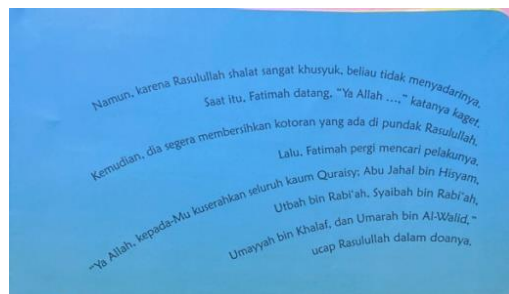 Namun, karena Rasulullah shalat sangat khusyuk, beliau tidak menyadarinya.
Saat itu, Fatimah datang, "Ya Allah ...," katanya kaget.
Kemudian, dia segera membersihkan kotoran yang ada di pundak Rasulullah.
Lalu, Fatimah pergi mencari pelakunya.
"Ya Allah, kepada-Mu kuserahkan seluruh kaum Quraisy; Abu Jahal bin Hisyam,
Utbah bin Rabi'ah, Syaibah bin Rabi'ah,
Umayyah bin Khalaf, dan Umarah bin Al-Walid,"
ucap Rasulullah dalam doanya.